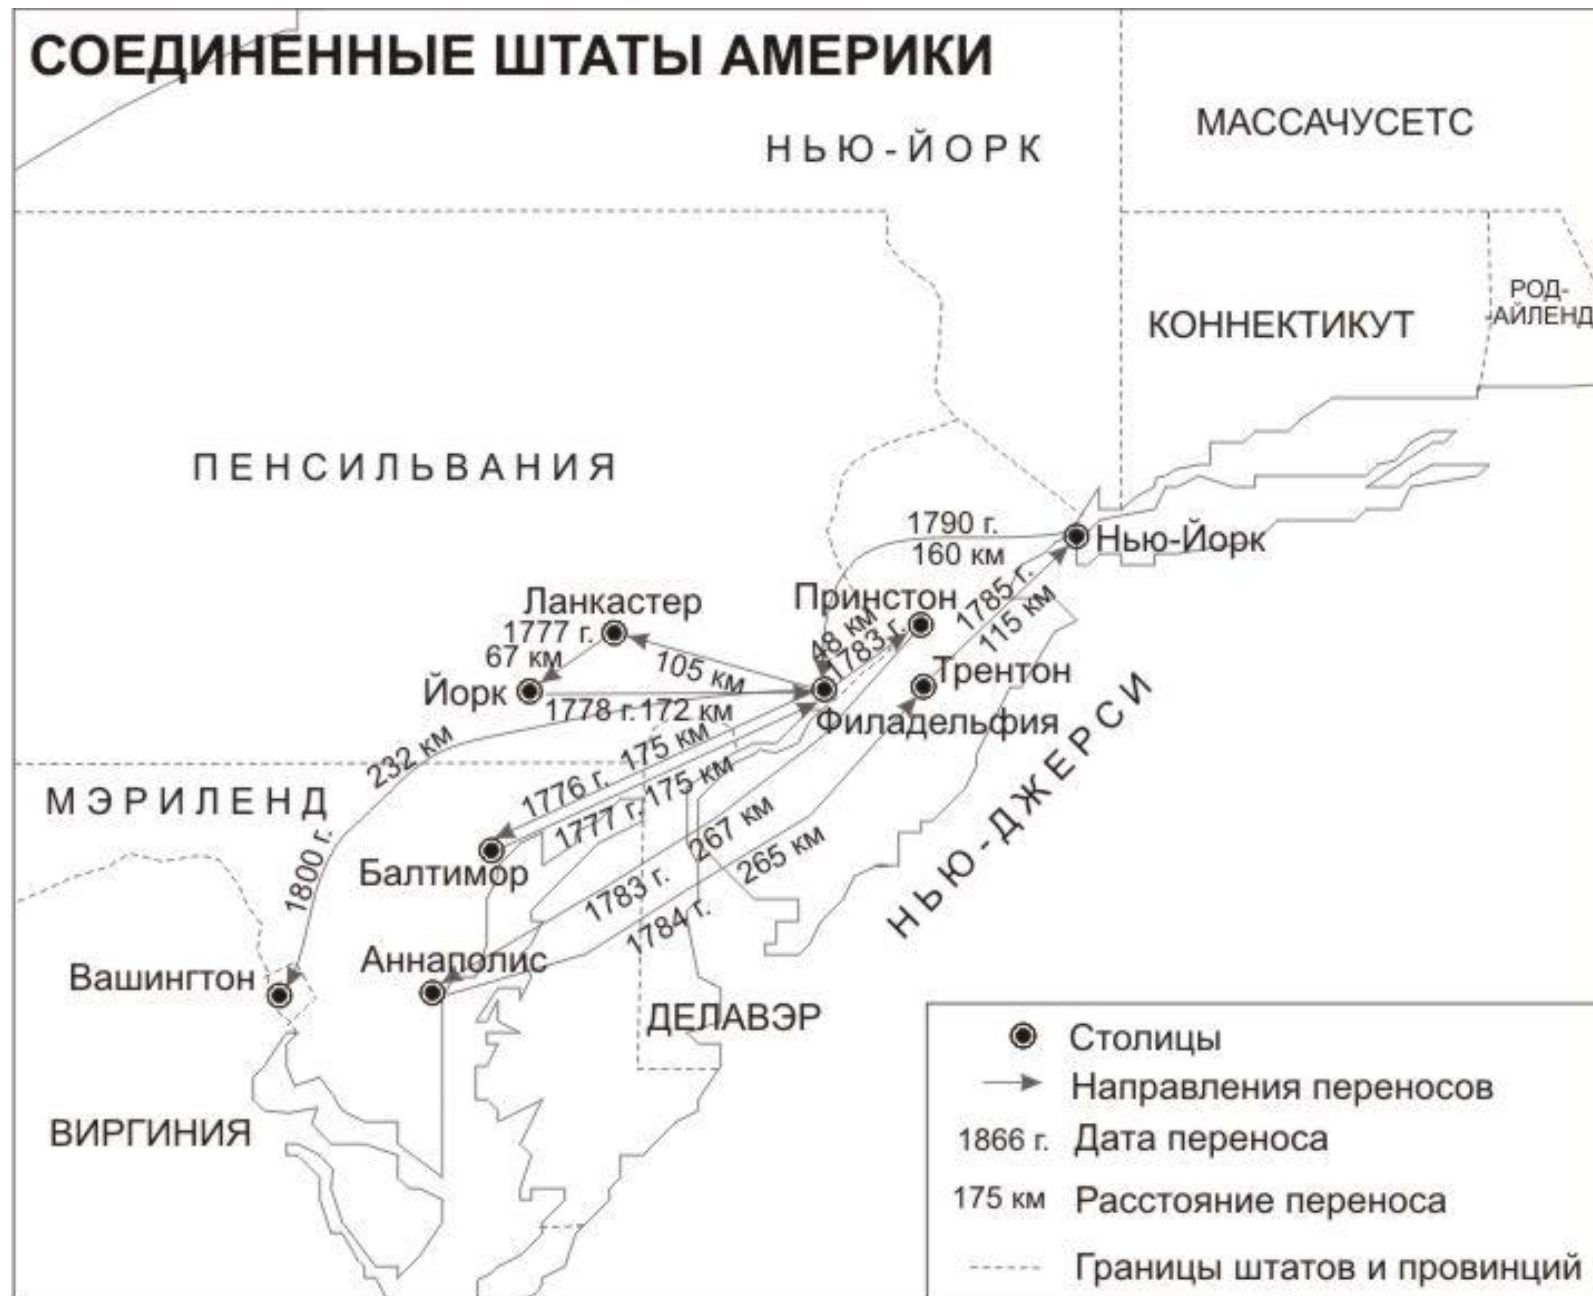 СОЕДИНЕННЫЕ ШТАТЫ АМЕРИКИ
НЬЮ-ЙОРК
МАССАЧУСЕТС
КОННЕКТИКУТ
РОД-
-АЙЛЕНД
ПЕНСИЛЬВАНИЯ
1790 г.
160 км
Нью-Йорк
Принстон
1785 г.
115 км
48 км
1783 г.
Ланкастер
1777 г.
67 км
105 км
Йорк
Трентон
1778 г. 172 км
Филадельфия
232 км
1776 г. 175 км
1777 г. 175 км
МЭРИЛЕНД
НЬЮ-ДЖЕРСИ
267 км
265 км
Балтимор
1800 г.
1783 г.
1784 г.
Аннаполис
Вашингтон
ДЕЛАВЭР
ВИРГИНИЯ
Столицы
Направления переносов
1866 г. Дата переноса
175 км Расстояние переноса
Границы штатов и провинций